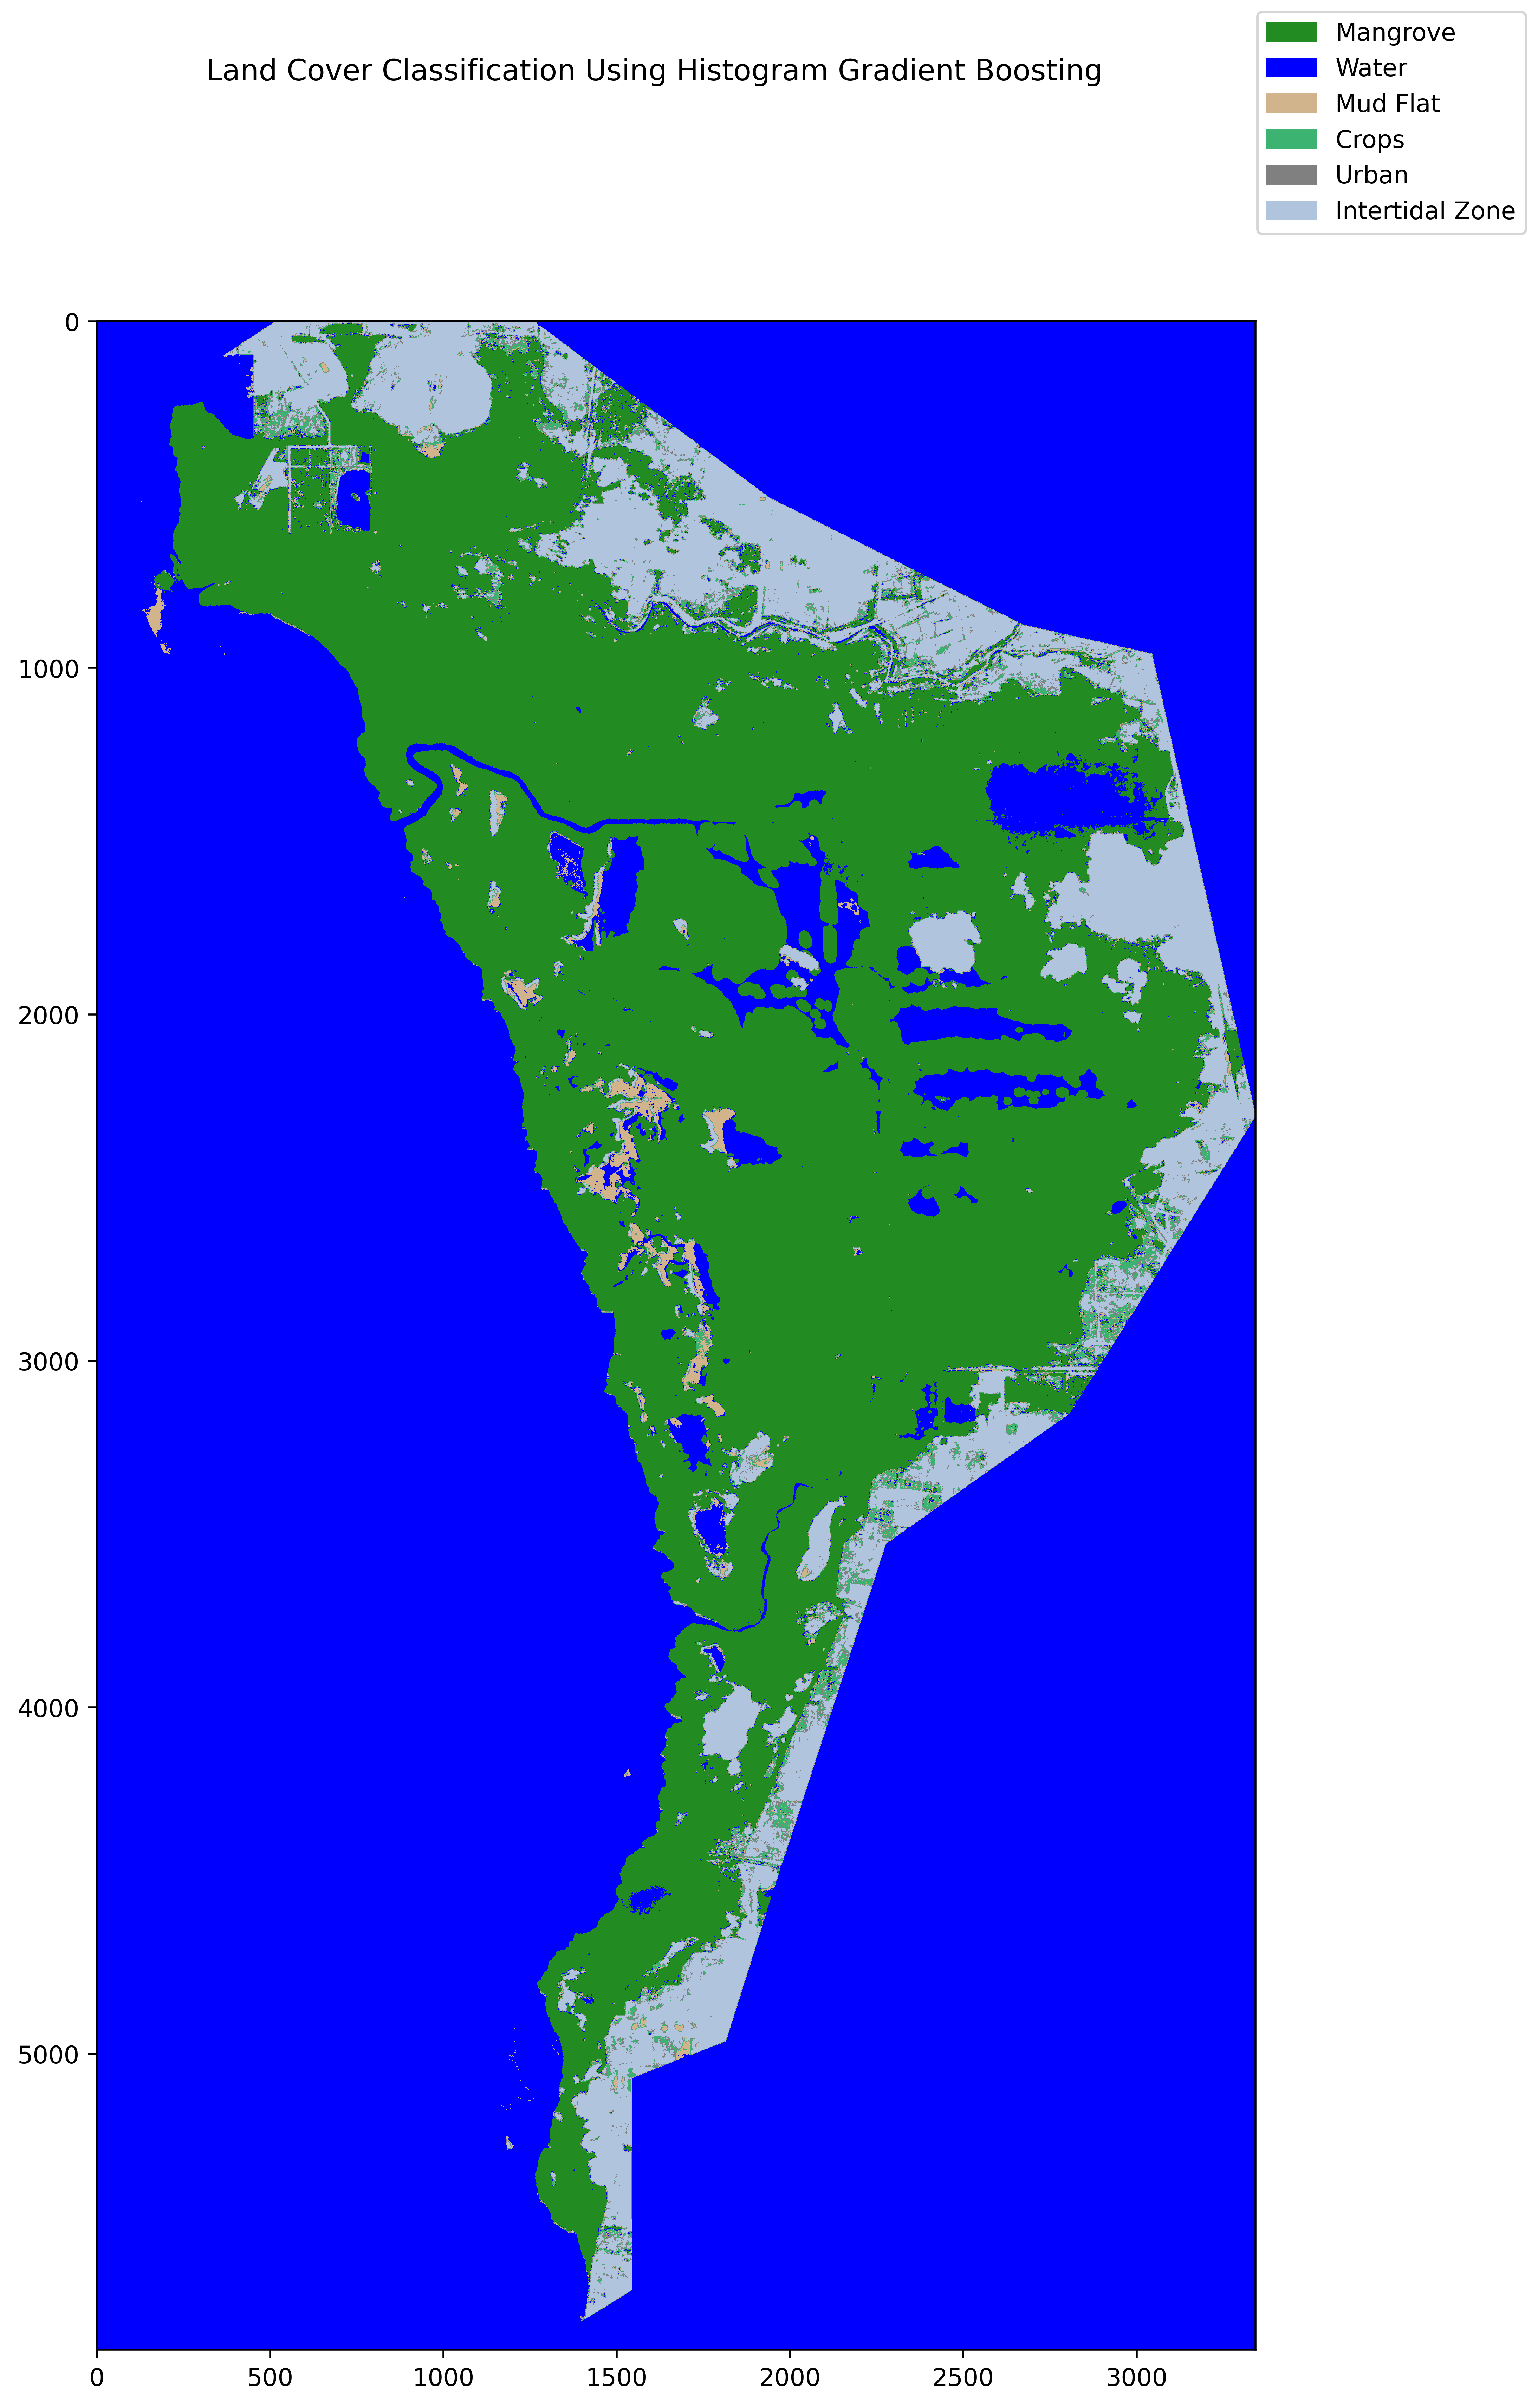 Land Cover Classification Using Histogram Gradient Boosting
Mangrove
Water
Mud Flat
Crops
Urban
Intertidal Zone
0
1000
2000
3000
4000
5000
0 500 1000 1500 2000 2500 3000